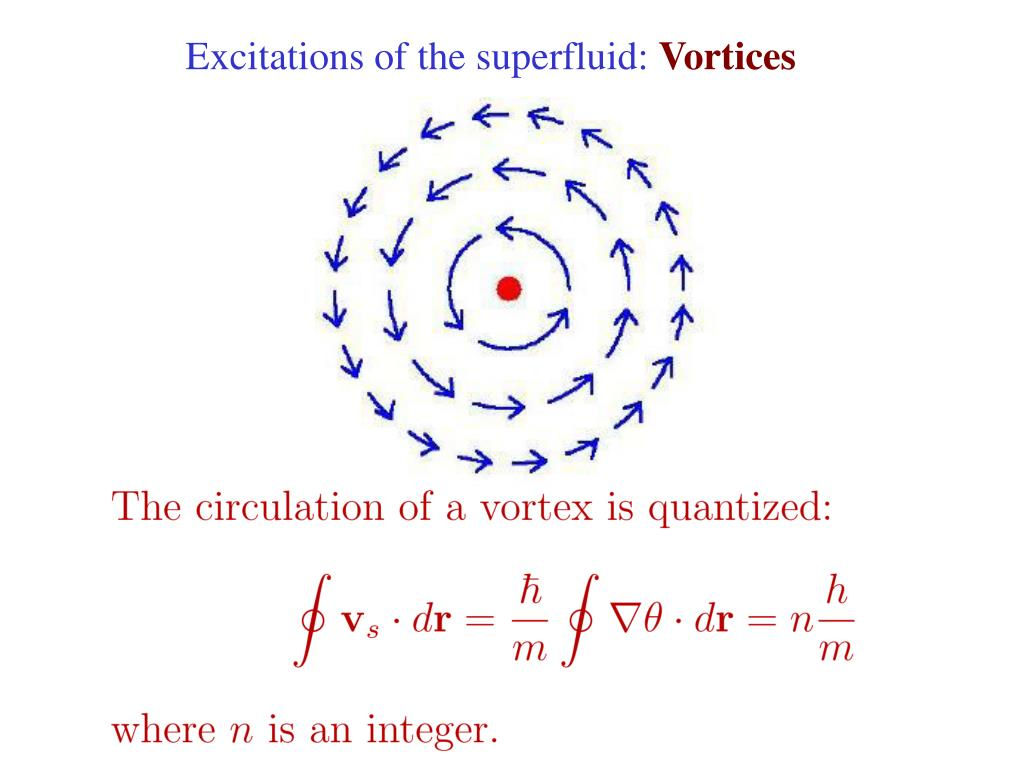 Excitations of the superfluid: Vortices
The circulation of a vortex is quantized:
∮ v_s · dr = ħ/m ∮ ∇θ · dr = n h/m
where n is an integer.